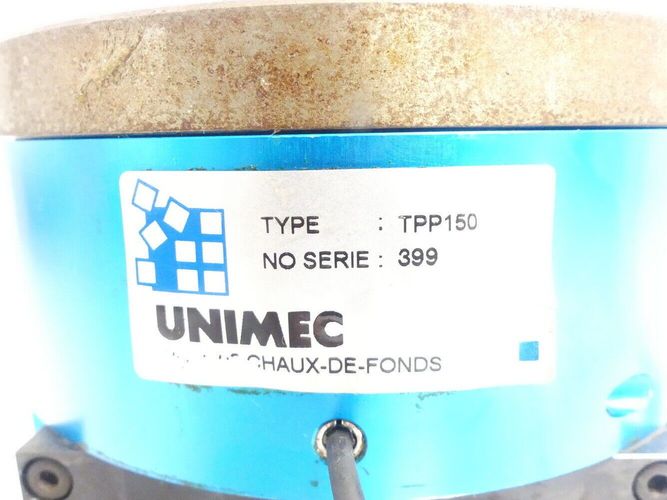 TYPE : TPP150
NO SERIE : 399
UNIMEC
CHAUX-DE-FONDS